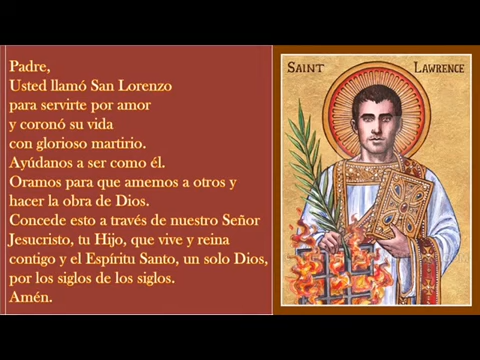 Padre,
Usted llamó San Lorenzo
para servirte por amor
y coronó su vida
con glorioso martirio.
Ayúdanos a ser como él.
Oramos para que amemos a otros y
hacer la obra de Dios.
Concede esto a través de nuestro Señor
Jesucristo, tu Hijo, que vive y reina
contigo y el Espíritu Santo, un solo Dios,
por los siglos de los siglos.
Amén.
SAINT LAWRENCE